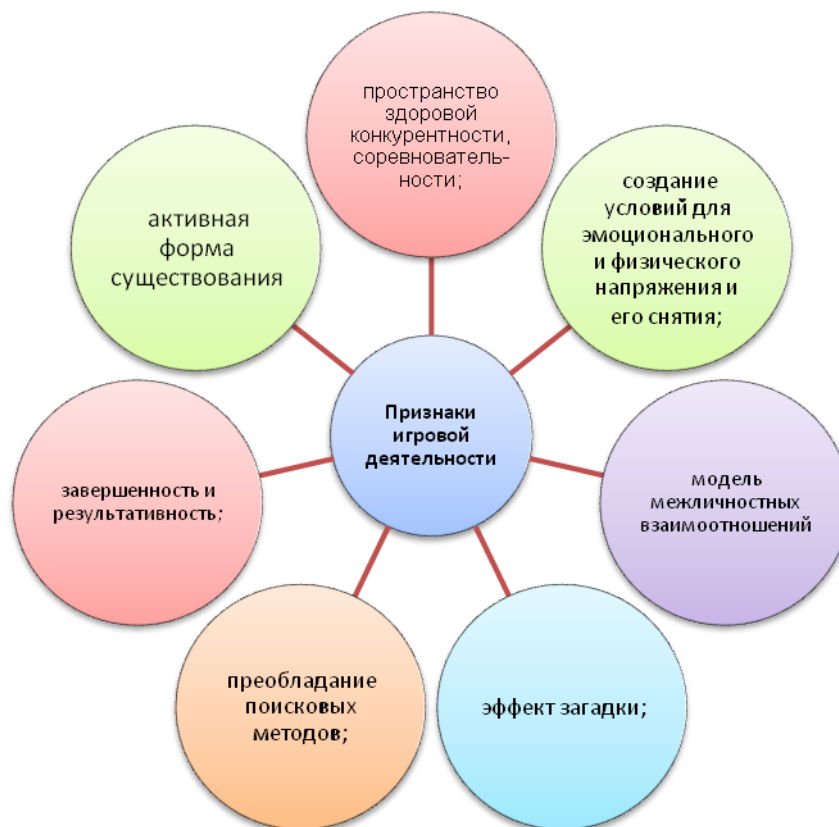 пространство
здоровой
конкурентности,
соревнователь-
ности;
создание
условий для
эмоционального
и физического
напряжения и
его снятия;
активная
форма
существования
Признаки
игровой
деятельности
модель
межличностных
взаимоотношений
завершенность и
результативность;
преобладание
поисковых
методов;
эффект загадки;